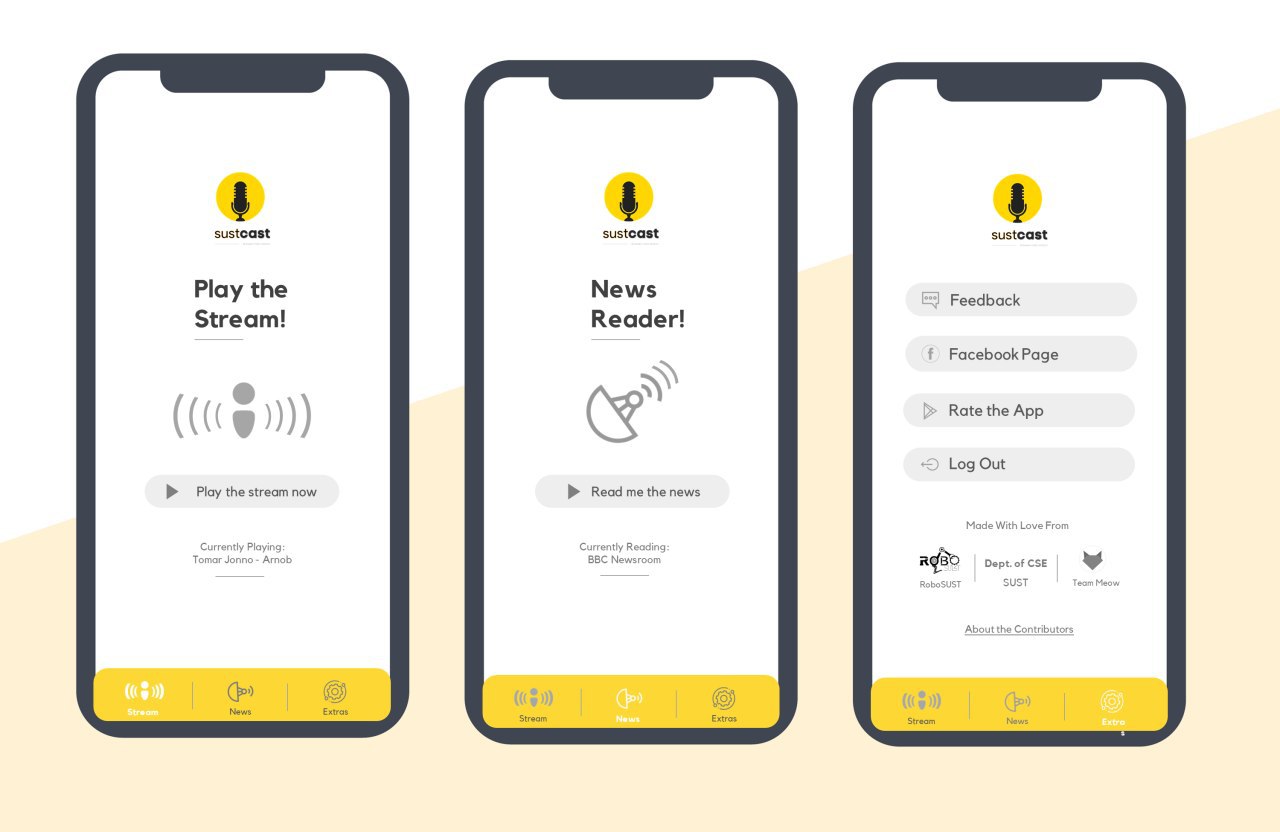 sustcast
Play the
Stream!
Play the stream now
Currently Playing:
Tomar Jonno - Arnob
Stream
News
Extras
sustcast
News
Reader!
Read me the news
Currently Reading:
BBC Newsroom
Stream
News
Extras
sustcast
Feedback
Facebook Page
Rate the App
Log Out
Made With Love From
ROBO
RoboSUST
Dept. of CSE
SUST
Team Meow
About the Contributors
Stream
News
Extra
s